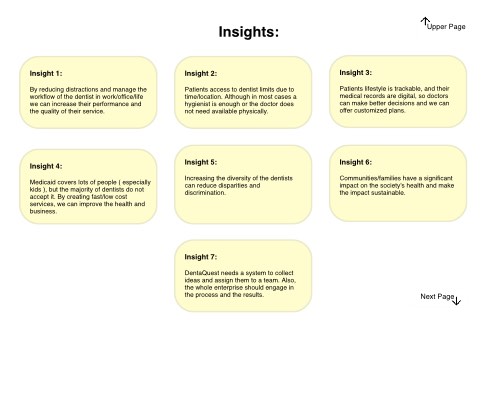 Upper Page
Insights:
Insight 1:
By reducing distractions and manage the
workflow of the dentist in work/office/life
we can increase their performance and
the quality of their service.
Insight 2:
Patients access to dentist limits due to
time/location. Although in most cases a
hygienist is enough or the doctor does
not need available physically.
Insight 3:
Patients lifestyle is trackable, and their
medical records are digital, so doctors
can make better decisions and we can
offer customized plans.
Insight 4:
Medicaid covers lots of people ( especially
kids ), but the majority of dentists do not
accept it. By creating fast/low cost
services, we can improve the health and
business.
Insight 5:
Increasing the diversity of the dentists
can reduce disparities and
discrimination.
Insight 6:
Communities/families have a significant
impact on the society's health and make
the impact sustainable.
Insight 7:
DentaQuest needs a system to collect
ideas and assign them to a team. Also,
the whole enterprise should engage in
the process and the results.
Next Page